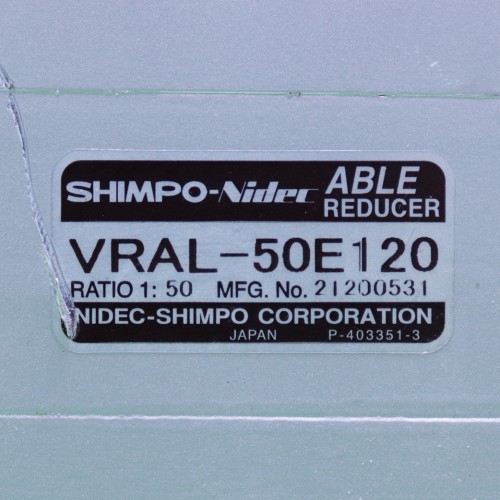 SHIMPO-Nidec ABLE REDUCER
VRAL-50E120
RATIO 1: 50 MFG. No. 21200531
NIDEC-SHIMPO CORPORATION
JAPAN P-403351-3